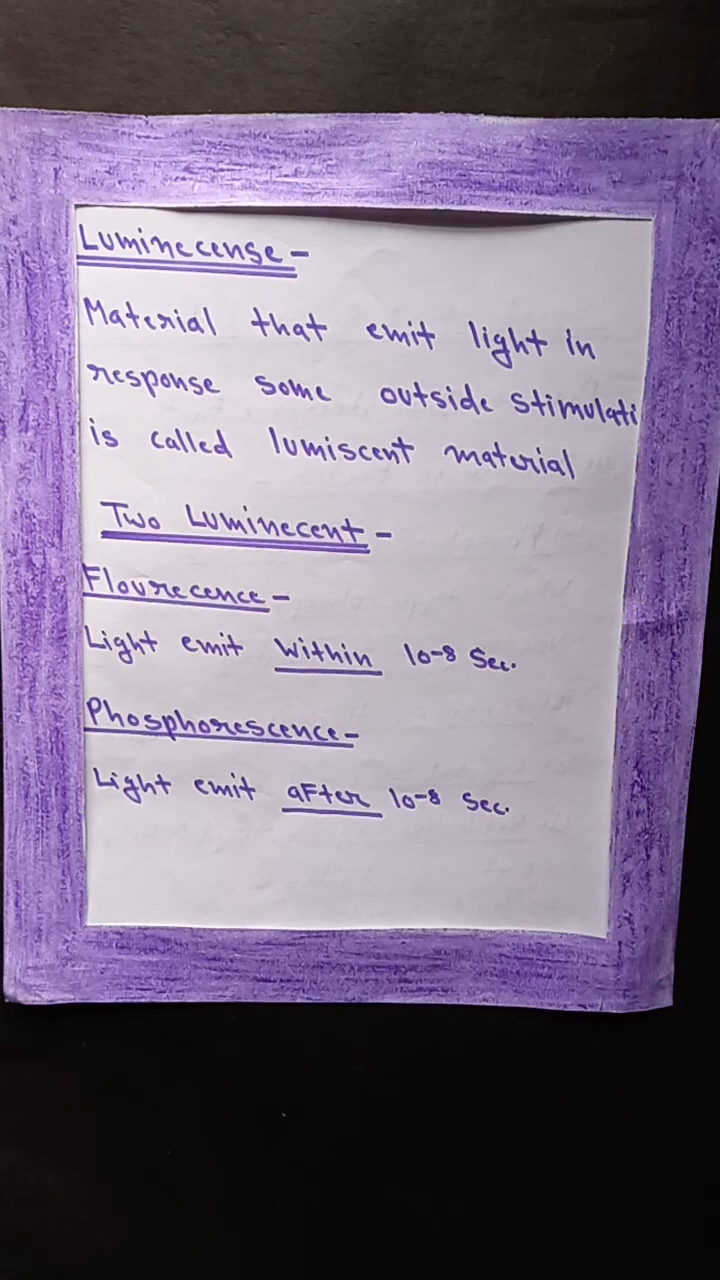 Luminecense -
Material that emit light in
response some outside stimulati
is called lumiscent material
Two Luminecent -
Flourecence -
Light emit within 10-8 Sec.
Phosphorescence -
Light emit after 10-8 Sec.